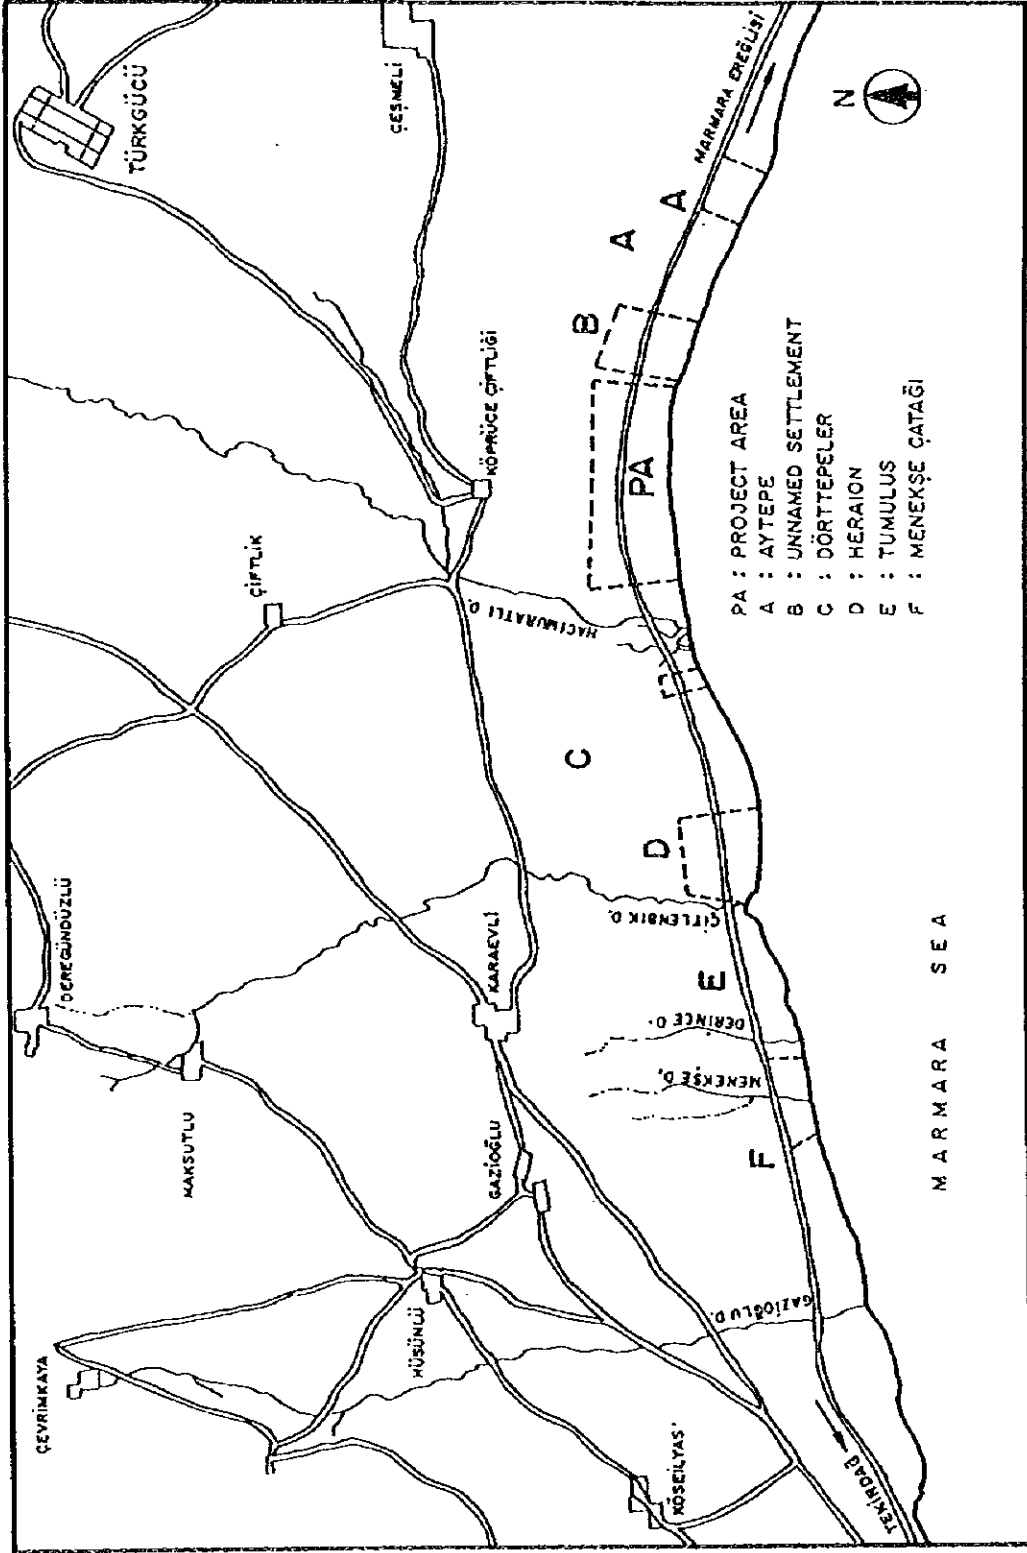 TÜRKGÜCÜ
ÇEŞMELİ
MARMARA EREĞLİSİ
N
A
A
B
KÖPRÜCE ÇİFTLİĞİ
PA
ÇİFTLİK
HACIMURATLI D.
C
D
DEREGÜNDÜZLÜ
KARAEVLİ
ÇİTLENBİK D.
E
DERİNCE D.
MENEKŞE D.
MAKSUTLU
GAZİOĞLU
F
GAZİOĞLU D.
HÜSÜNLÜ
ÇEVRİMKAYA
KÖSEİLYAS
TEKİRDAĞ
MARMARA SEA
PA : PROJECT AREA
A : AYTEPE
B : UNNAMED SETTLEMENT
C : DÖRTTEPELER
D : HERAION
E : TUMULUS
F : MENEKŞE ÇATAĞI